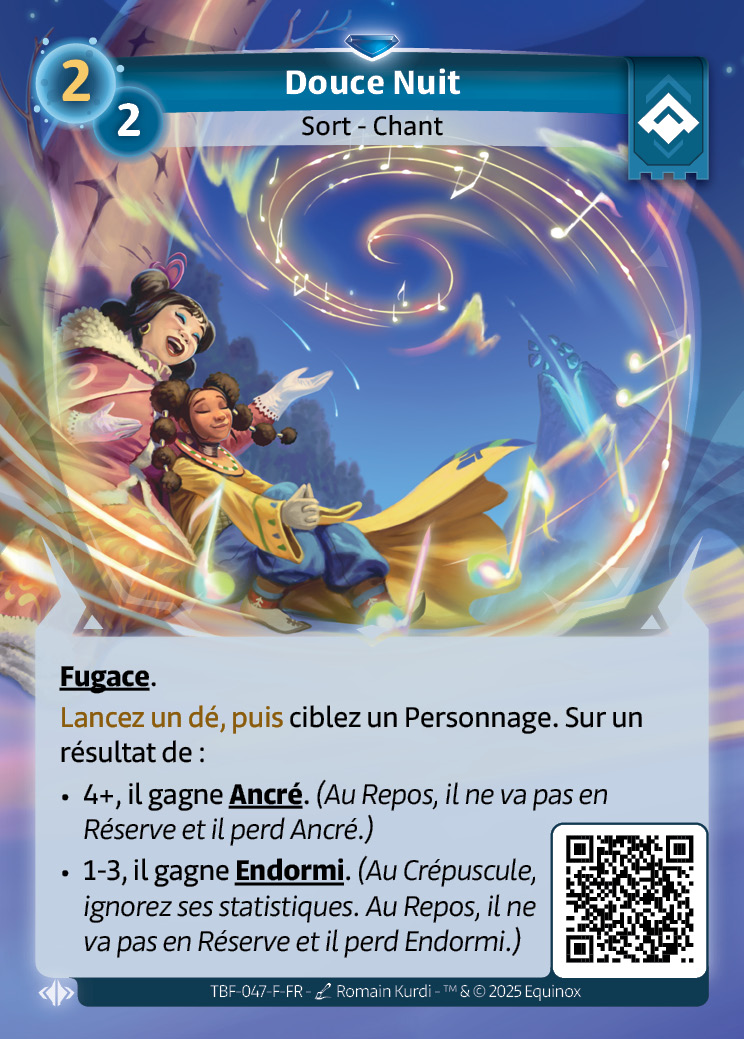 2
Douce Nuit
2
Sort - Chant
Fugace.
Lancez un dé, puis ciblez un Personnage. Sur un
résultat de :
• 4+, il gagne Ancré. (Au Repos, il ne va pas en
Réserve et il perd Ancré.)
• 1-3, il gagne Endormi. (Au Crépuscule,
ignorez ses statistiques. Au Repos, il ne
va pas en Réserve et il perd Endormi.)
TBF-047-F-FR - Romain Kurdi - ™ & © 2025 Equinox